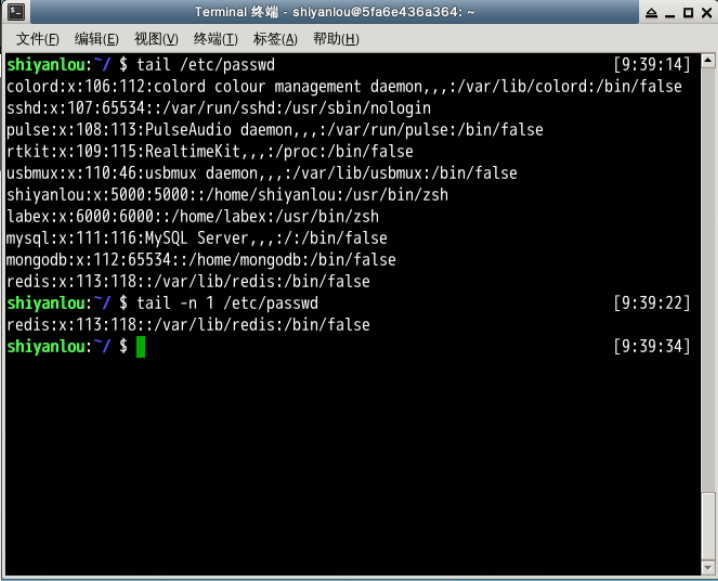 Terminal 终端 - shiyanlou@5fa6e436a364: ~
文件(F) 编辑(E) 视图(V) 终端(T) 标签(A) 帮助(H)
shiyanlou:~/ $ tail /etc/passwd [9:39:14]
colord:x:106:112:colord colour management daemon,,,:/var/lib/colord:/bin/false
sshd:x:107:65534::/var/run/sshd:/usr/sbin/nologin
pulse:x:108:113:PulseAudio daemon,,,:/var/run/pulse:/bin/false
rtkit:x:109:115:RealtimeKit,,,:/proc:/bin/false
usbmux:x:110:46:usbmux daemon,,,:/var/lib/usbmux:/bin/false
shiyanlou:x:5000:5000::/home/shiyanlou:/usr/bin/zsh
labex:x:6000:6000::/home/labex:/usr/bin/zsh
mysql:x:111:116:MySQL Server,,,:/:/bin/false
mongodb:x:112:65534::/home/mongodb:/bin/false
redis:x:113:118::/var/lib/redis:/bin/false
shiyanlou:~/ $ tail -n 1 /etc/passwd [9:39:22]
redis:x:113:118::/var/lib/redis:/bin/false
shiyanlou:~/ $ [9:39:34]